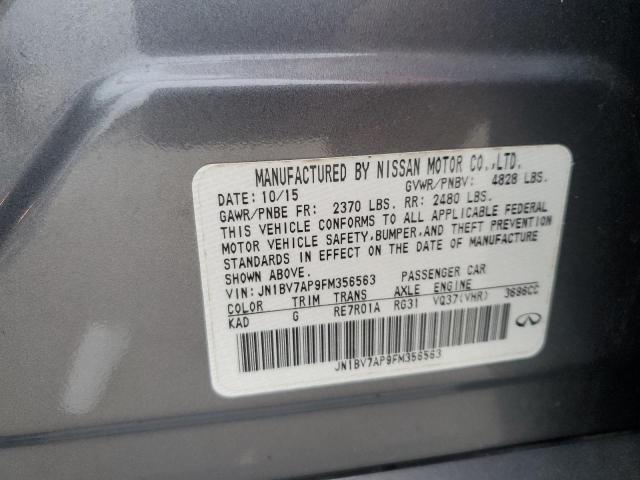 MANUFACTURED BY NISSAN MOTOR CO.,LTD.
DATE: 10/15 GVWR/PNBV: 4828 LBS.
GAWR/PNBE FR: 2370 LBS. RR: 2480 LBS.
THIS VEHICLE CONFORMS TO ALL APPLICABLE FEDERAL
MOTOR VEHICLE SAFETY,BUMPER,AND THEFT PREVENTION
STANDARDS IN EFFECT ON THE DATE OF MANUFACTURE
SHOWN ABOVE.
VIN: JN1BV7AP9FM356563 PASSENGER CAR
COLOR TRIM TRANS AXLE ENGINE
KAD G RE7R01A RG31 VQ37(VHR) 3696CC
JN1BV7AP9FM356563